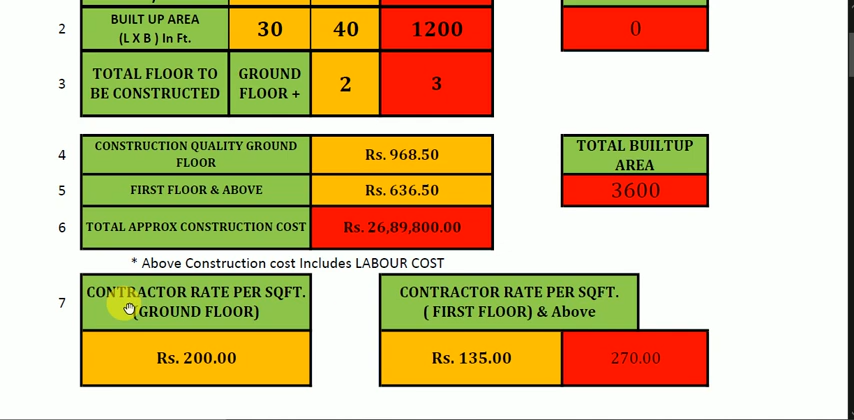 2
BUILT UP AREA
(L X B ) In Ft.
30
40
1200
0
3
TOTAL FLOOR TO
BE CONSTRUCTED
GROUND
FLOOR +
2
3
4
CONSTRUCTION QUALITY GROUND
FLOOR
Rs. 968.50
TOTAL BUILTUP
AREA
5
FIRST FLOOR & ABOVE
Rs. 636.50
3600
6
TOTAL APPROX CONSTRUCTION COST
Rs. 26,89,800.00
* Above Construction cost Includes LABOUR COST
7
CONTRACTOR RATE PER SQFT.
(GROUND FLOOR)
CONTRACTOR RATE PER SQFT.
( FIRST FLOOR) & Above
Rs. 200.00
Rs. 135.00
270.00